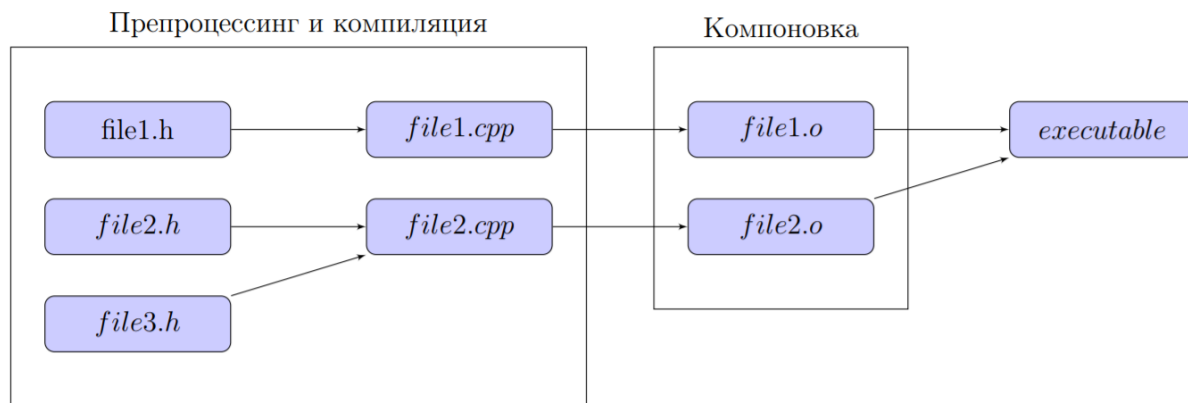 Препроцессинг и компиляция
Компоновка
file1.h
file1.cpp
file1.o
executable
file2.h
file2.cpp
file2.o
file3.h